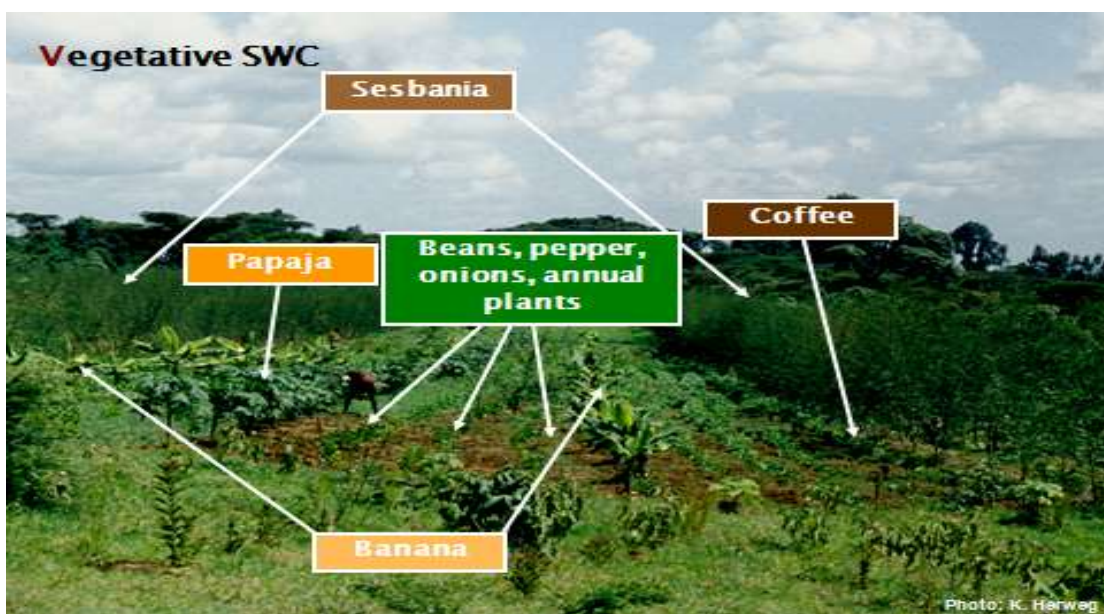 Vegetative SWC
Sesbania
Coffee
Papaja
Beans, pepper,
onions, annual
plants
Banana
Photo: K. Herweg